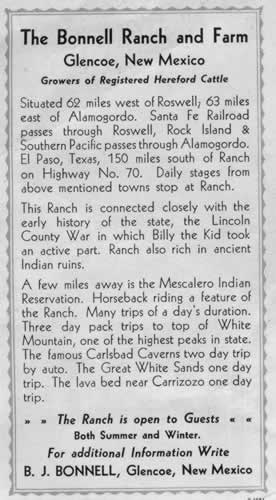 The Bonnell Ranch and Farm
Glencoe, New Mexico
Growers of Registered Hereford Cattle
Situated 62 miles west of Roswell; 63 miles
east of Alamogordo. Santa Fe Railroad
passes through Roswell, Rock Island &
Southern Pacific passes through Alamogordo.
El Paso, Texas, 150 miles south of Ranch
on Highway No. 70. Daily stages from
above mentioned towns stop at Ranch.
This Ranch is connected closely with the
early history of the state, the Lincoln
County War in which Billy the Kid took
an active part. Ranch also rich in ancient
Indian ruins.
A few miles away is the Mescalero Indian
Reservation. Horseback riding a feature of
the Ranch. Many trips of a day's duration.
Three day pack trips to top of White
Mountain, one of the highest peaks in state.
The famous Carlsbad Caverns two day trip
by auto. The Great White Sands one day
trip. The lava bed near Carrizozo one day
trip.
» » The Ranch is open to Guests « «
Both Summer and Winter.
For additional Information Write
B. J. BONNELL, Glencoe, New Mexico